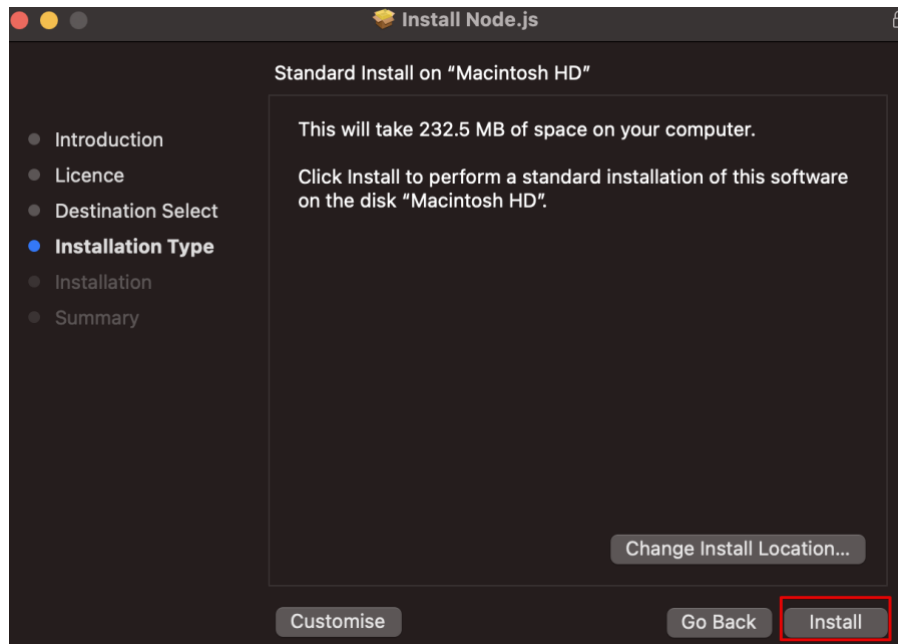 Install Node.js
Standard Install on “Macintosh HD”
Introduction
Licence
Destination Select
Installation Type
Installation
Summary
This will take 232.5 MB of space on your computer.
Click Install to perform a standard installation of this software
on the disk “Macintosh HD”.
Change Install Location...
Customise
Go Back
Install